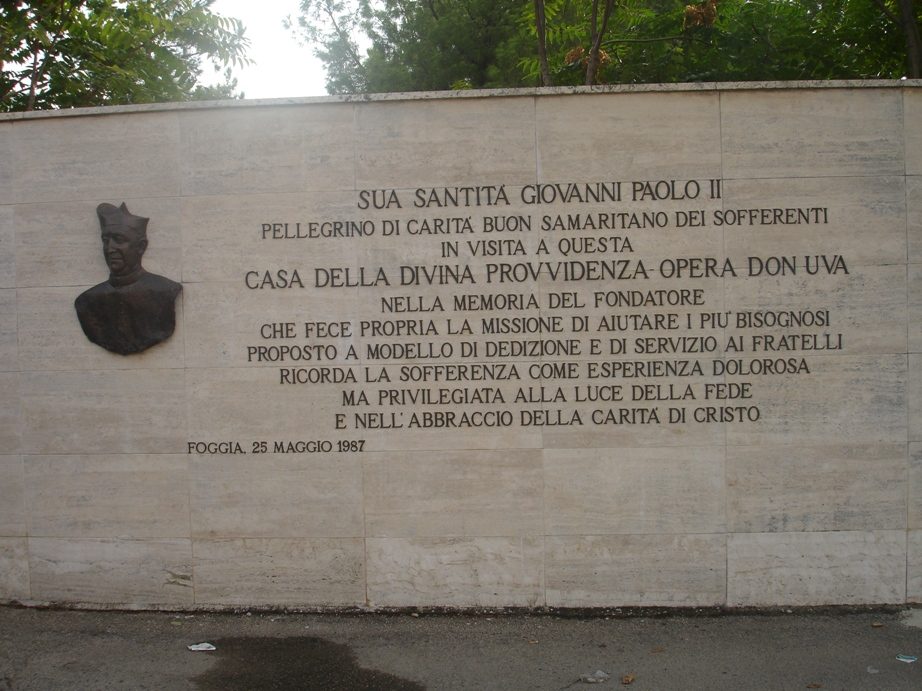 SUA SANTITÁ GIOVANNI PAOLO II
PELLEGRINO DI CARITÁ BUON SAMARITANO DEI SOFFERENTI
IN VISITA A QUESTA
CASA DELLA DIVINA PROVVIDENZA-OPERA DON UVA
NELLA MEMORIA DEL FONDATORE
CHE FECE PROPRIA LA MISSIONE DI AIUTARE I PIU' BISOGNOSI
PROPOSTO A MODELLO DI DEDIZIONE E DI SERVIZIO AI FRATELLI
RICORDA LA SOFFERENZA COME ESPERIENZA DOLOROSA
MA PRIVILEGIATA ALLA LUCE DELLA FEDE
E NELL'ABBRACCIO DELLA CARITÁ DI CRISTO
FOGGIA, 25 MAGGIO 1987